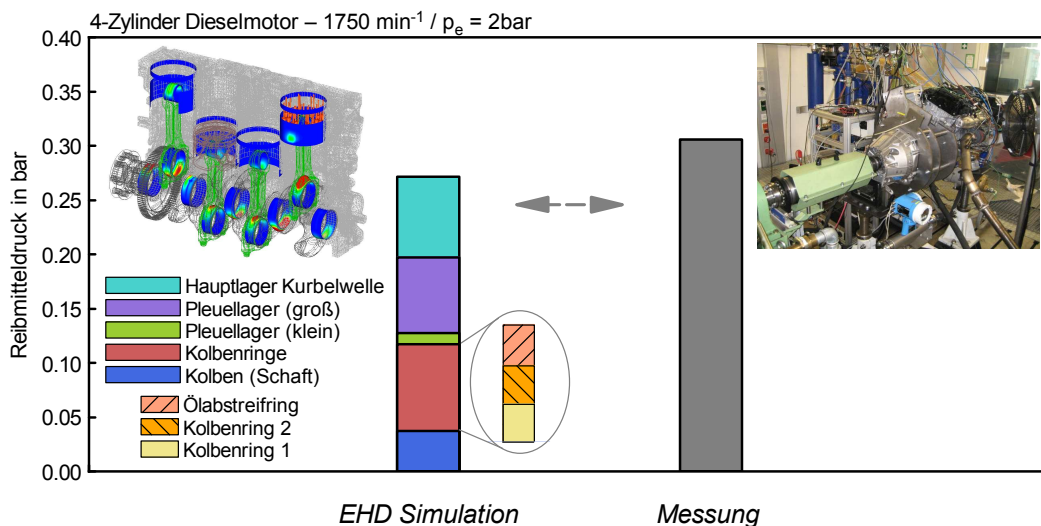 4-Zylinder Dieselmotor – 1750 min⁻¹ / pₑ = 2bar
Reibmitteldruck in bar
0.40
0.35
0.30
0.25
0.20
0.15
0.10
0.05
0.00
Hauptlager Kurbelwelle
Pleuellager (groß)
Pleuellager (klein)
Kolbenringe
Kolben (Schaft)
Ölabstreifring
Kolbenring 2
Kolbenring 1
EHD Simulation
Messung